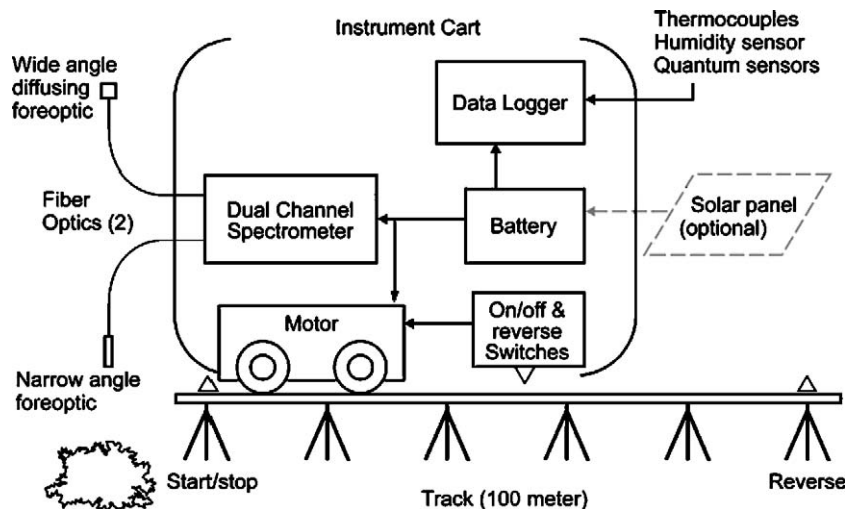 Instrument Cart
Thermocouples
Humidity sensor
Quantum sensors
Wide angle
diffusing
foreoptic
Data Logger
Fiber
Optics (2)
Dual Channel
Spectrometer
Battery
Solar panel
(optional)
Motor
On/off &
reverse
Switches
Narrow angle
foreoptic
Start/stop
Track (100 meter)
Reverse